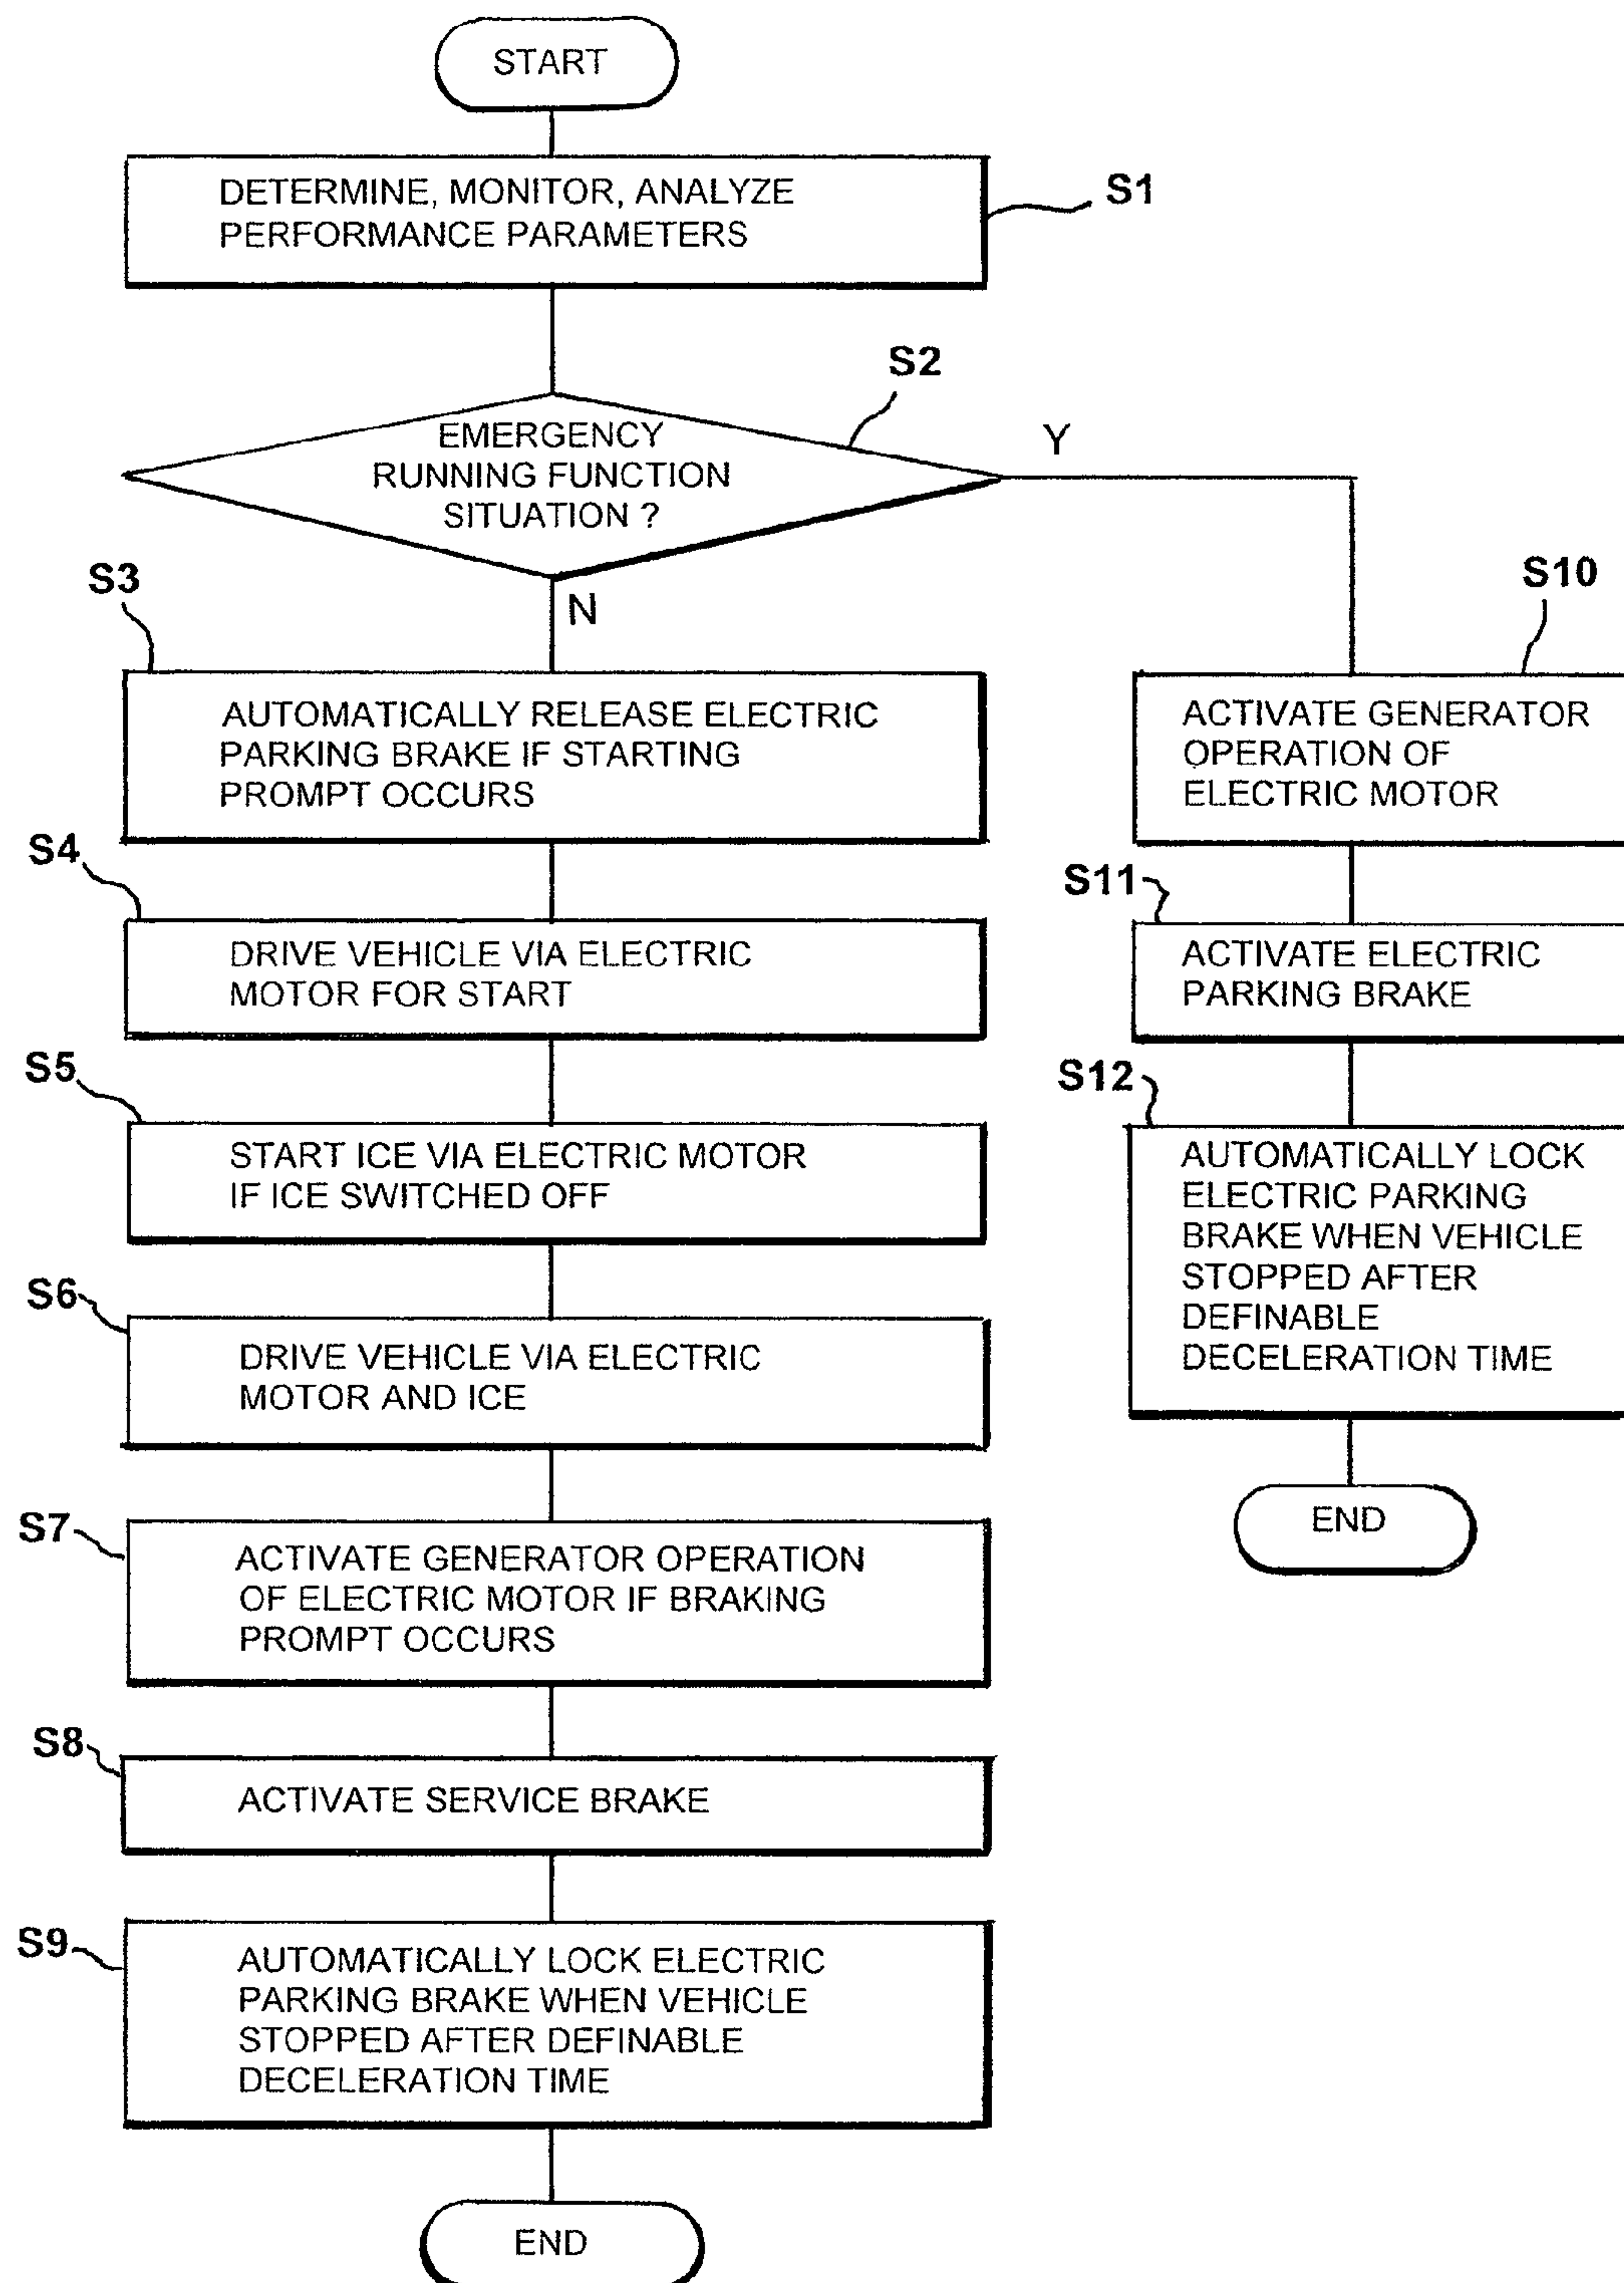 START
DETERMINE, MONITOR, ANALYZE
PERFORMANCE PARAMETERS
S1
S2
EMERGENCY
RUNNING FUNCTION
SITUATION ?
Y
N
S3
AUTOMATICALLY RELEASE ELECTRIC
PARKING BRAKE IF STARTING
PROMPT OCCURS
S4
DRIVE VEHICLE VIA ELECTRIC
MOTOR FOR START
S5
START ICE VIA ELECTRIC MOTOR
IF ICE SWITCHED OFF
S6
DRIVE VEHICLE VIA ELECTRIC
MOTOR AND ICE
S7
ACTIVATE GENERATOR OPERATION
OF ELECTRIC MOTOR IF BRAKING
PROMPT OCCURS
S8
ACTIVATE SERVICE BRAKE
S9
AUTOMATICALLY LOCK ELECTRIC
PARKING BRAKE WHEN VEHICLE
STOPPED AFTER DEFINABLE
DECELERATION TIME
END
S10
ACTIVATE GENERATOR
OPERATION OF
ELECTRIC MOTOR
S11
ACTIVATE ELECTRIC
PARKING BRAKE
S12
AUTOMATICALLY LOCK
ELECTRIC PARKING
BRAKE WHEN VEHICLE
STOPPED AFTER
DEFINABLE
DECELERATION TIME
END